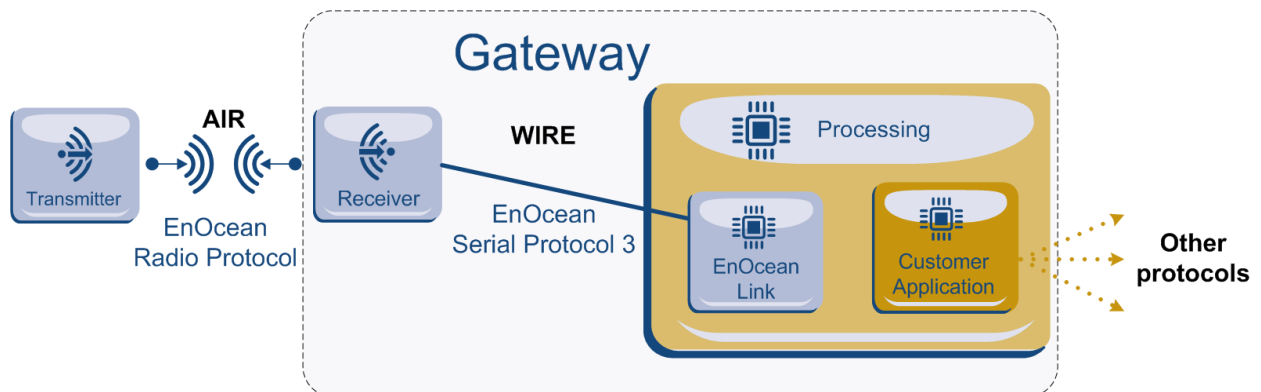 Gateway
AIR
WIRE
Processing
Transmitter
Receiver
EnOcean
Radio Protocol
EnOcean
Serial Protocol 3
EnOcean
Link
Customer
Application
Other
protocols